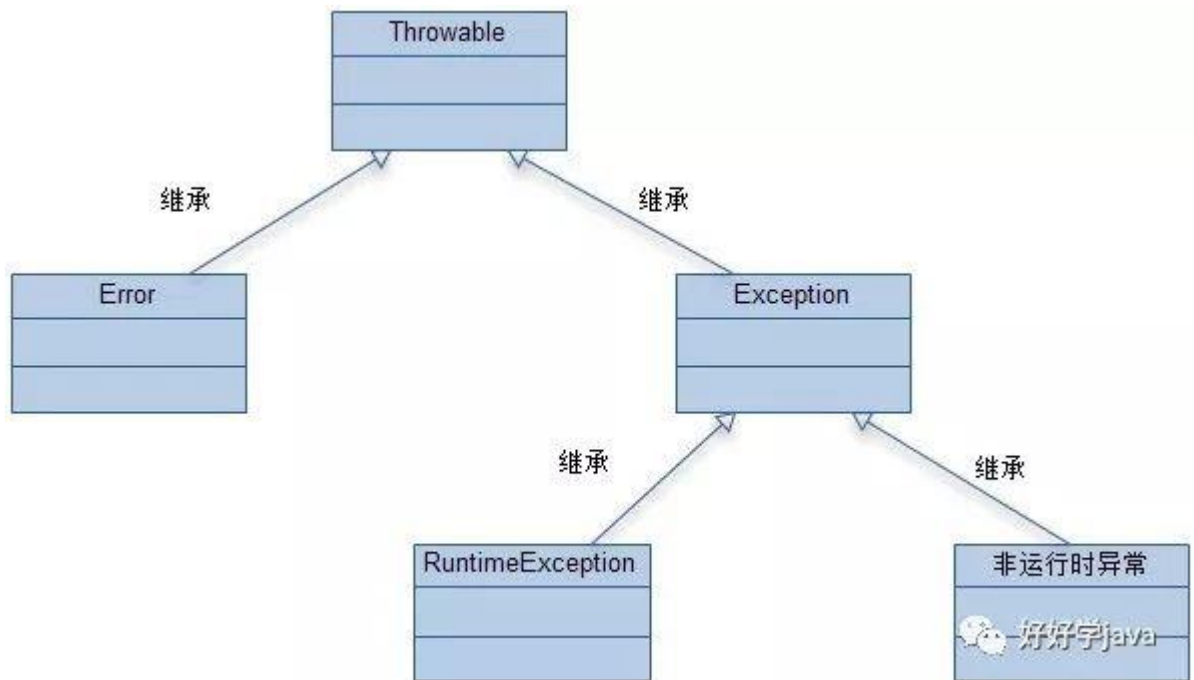 Throwable
继承
继承
Error
Exception
继承
继承
RuntimeException
非运行时异常
好好学java